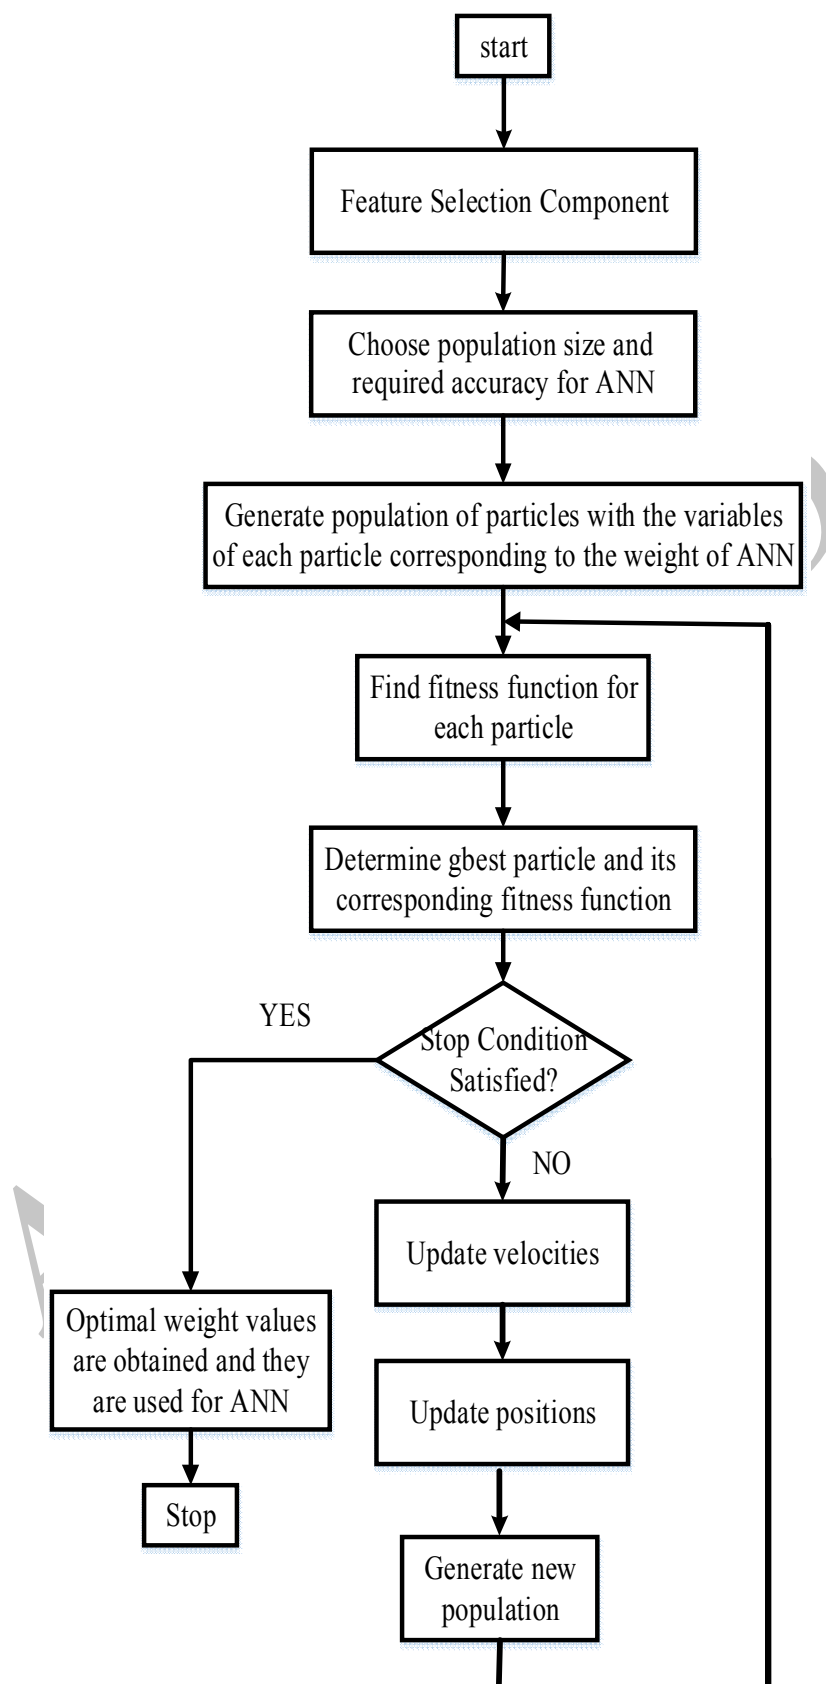 start
Feature Selection Component
Choose population size and
required accuracy for ANN
Generate population of particles with the variables
of each particle corresponding to the weight of ANN
Find fitness function for
each particle
Determine gbest particle and its
corresponding fitness function
YES
Stop Condition
Satisfied?
NO
Update velocities
Optimal weight values
are obtained and they
are used for ANN
Update positions
Stop
Generate new
population